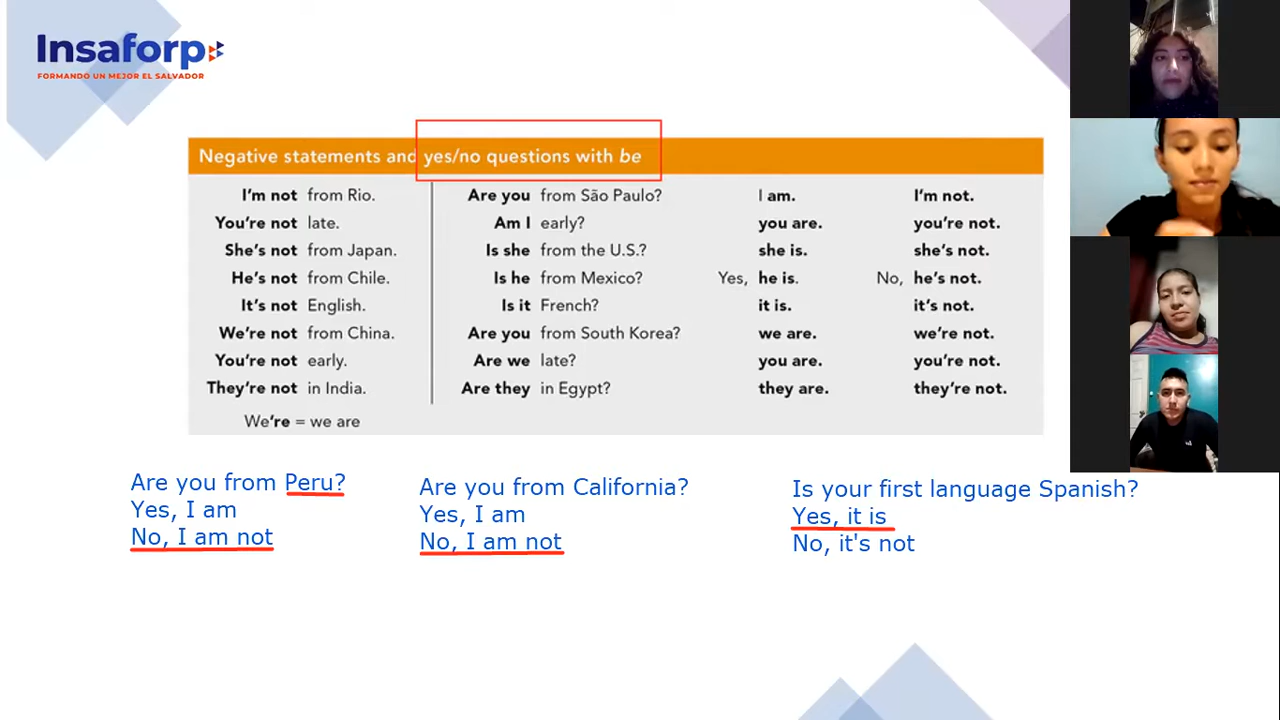 Insaforp
FORMANDO UN MEJOR EL SALVADOR
Negative statements and yes/no questions with be
I'm not from Rio. Are you from São Paulo? I am. I'm not.
You're not late. Am I early? you are. you're not.
She's not from Japan. Is she from the U.S.? she is. she's not.
He's not from Chile. Is he from Mexico? Yes, he is. No, he's not.
It's not English. Is it French? it is. it's not.
We're not from China. Are you from South Korea? we are. we're not.
You're not early. Are we late? you are. you're not.
They're not in India. Are they in Egypt? they are. they're not.
We're = we are
Are you from Peru?
Yes, I am
No, I am not
Are you from California?
Yes, I am
No, I am not
Is your first language Spanish?
Yes, it is
No, it's not